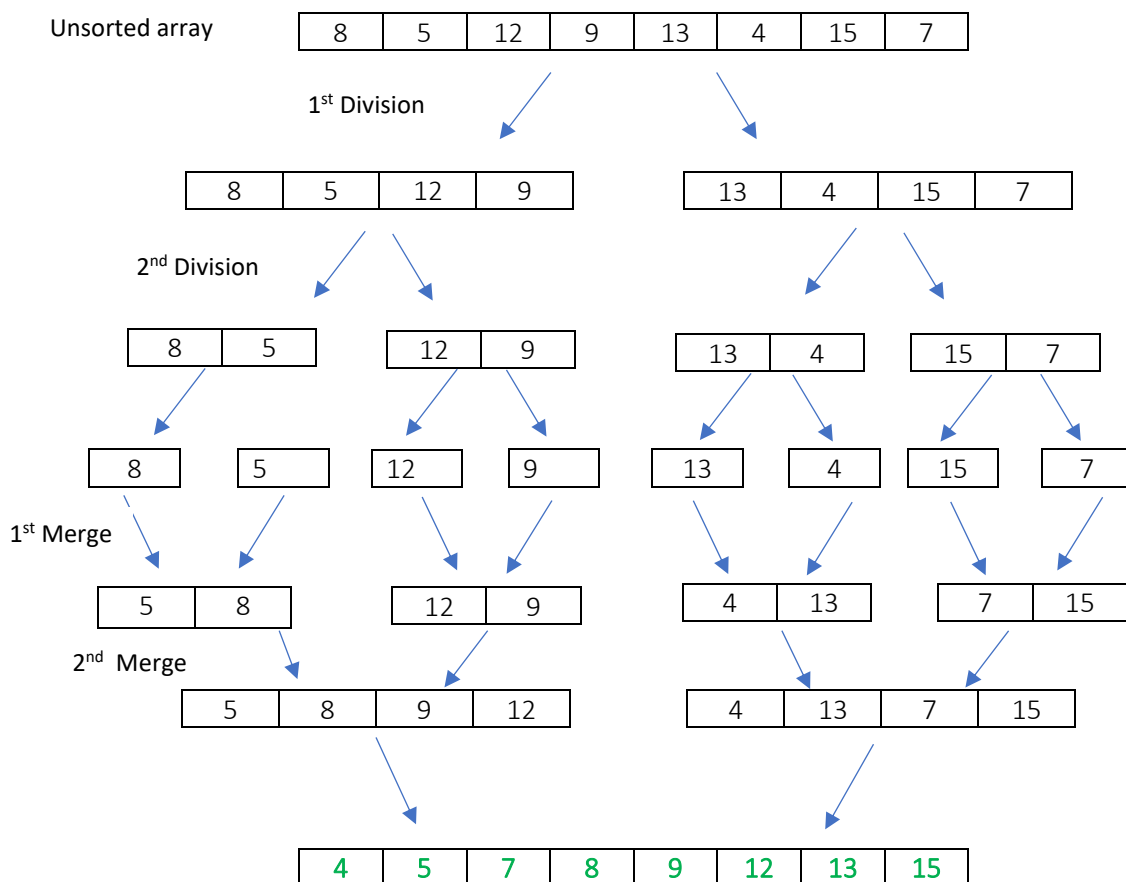 Unsorted array 8 5 12 9 13 4 15 7
1st Division
8 5 12 9 13 4 15 7
2nd Division
8 5 12 9 13 4 15 7
8 5 12 9 13 4 15 7
1st Merge
5 8 12 9 4 13 7 15
2nd Merge
5 8 9 12 4 13 7 15
4 5 7 8 9 12 13 15